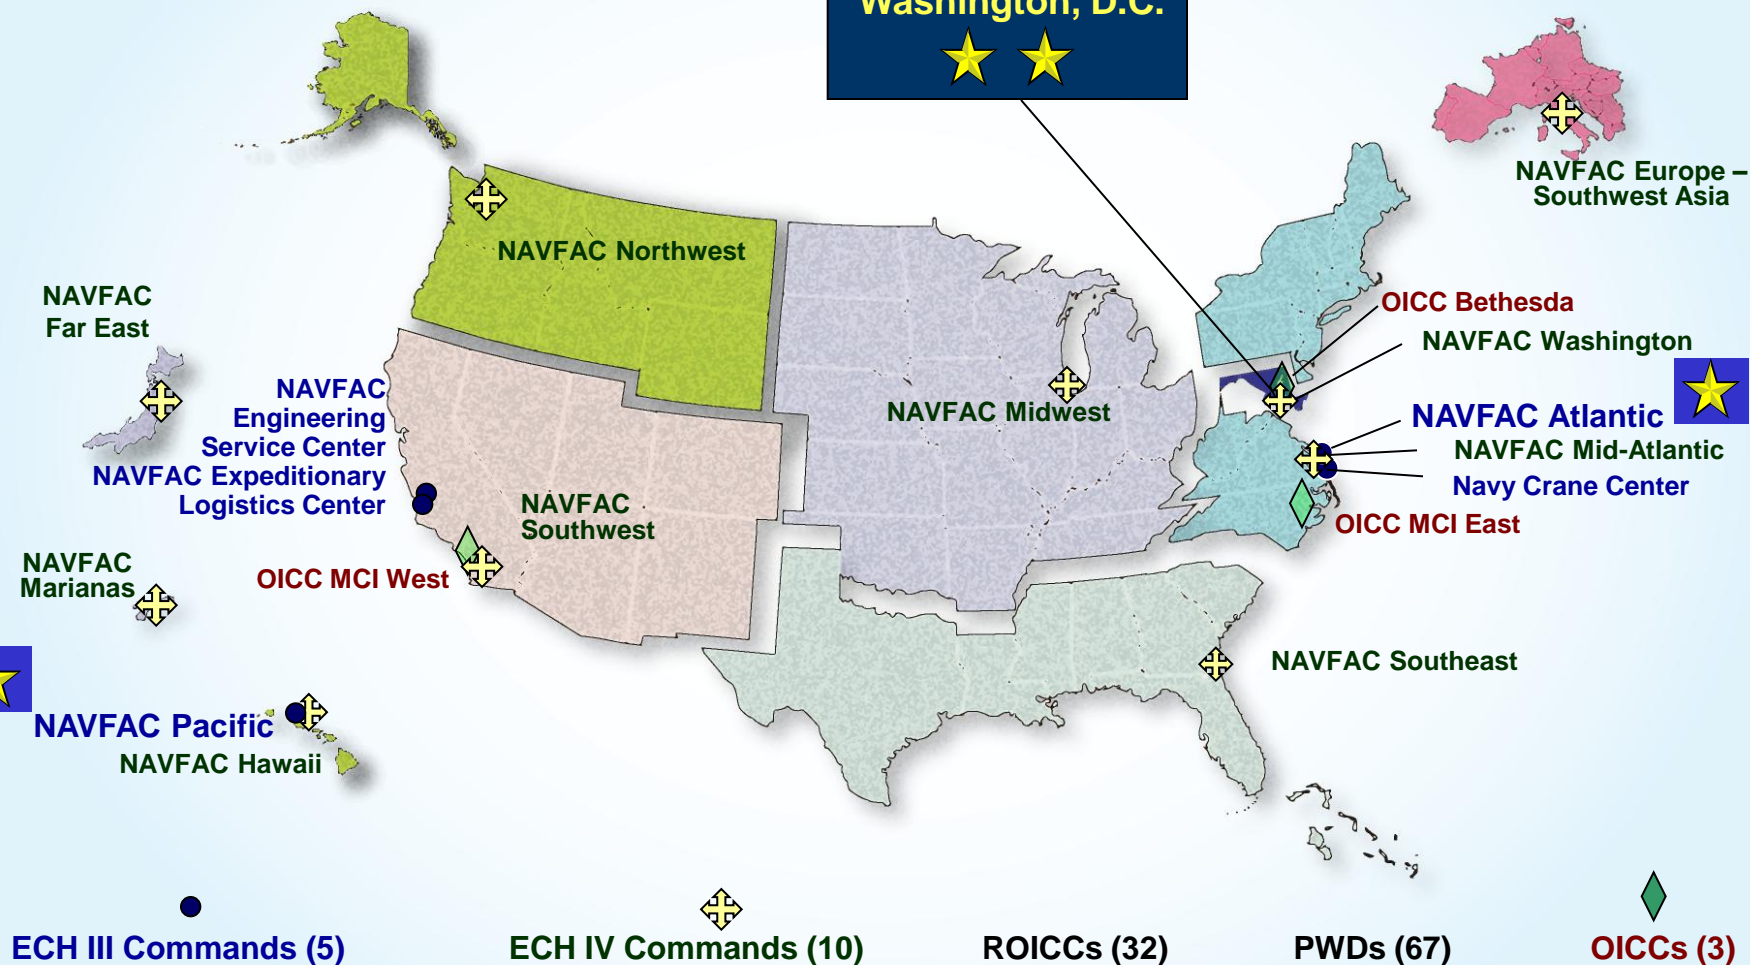 Washington, D.C.
NAVFAC Europe –
Southwest Asia
NAVFAC Northwest
NAVFAC
Far East
OICC Bethesda
NAVFAC Washington
NAVFAC
Engineering
Service Center
NAVFAC Expeditionary
Logistics Center
NAVFAC Midwest
NAVFAC Atlantic
NAVFAC Mid-Atlantic
Navy Crane Center
NAVFAC
Southwest
OICC MCI East
NAVFAC
Marianas
OICC MCI West
NAVFAC Southeast
NAVFAC Pacific
NAVFAC Hawaii
ECH III Commands (5)
ECH IV Commands (10)
ROICCs (32)
PWDs (67)
OICCs (3)